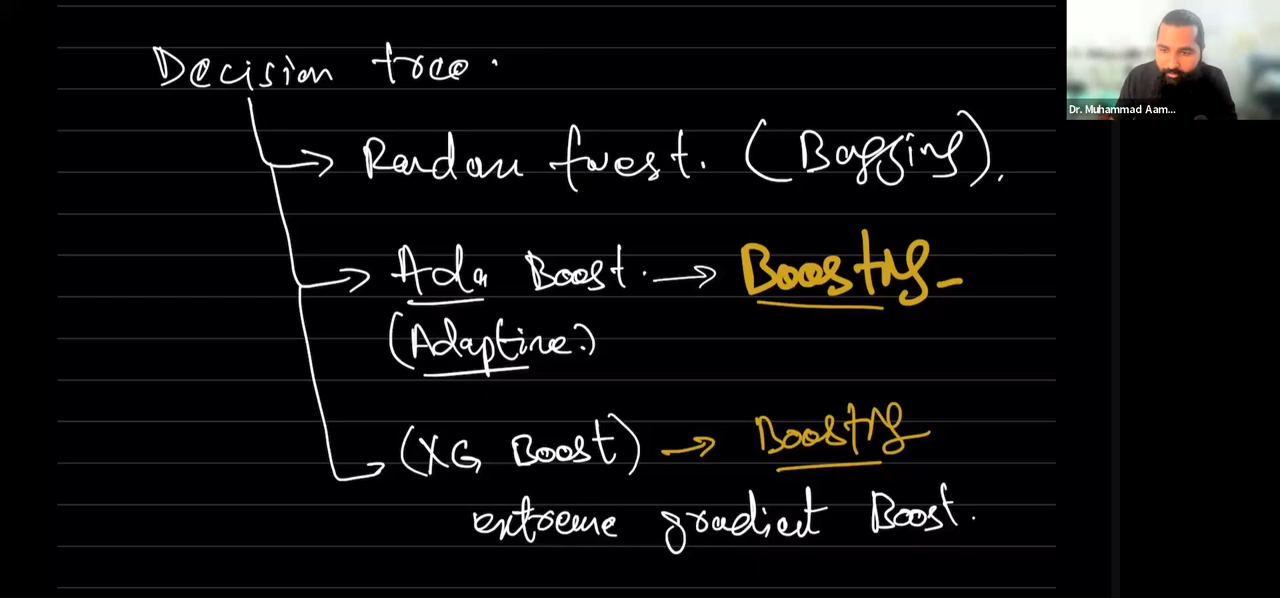 Decision tree.
Random forest. (Bagging).
Ada Boost. → Boosting
(Adaptive)
(XG Boost) → Boosting
extreme gradient Boost.
Dr. Muhammad Aam...